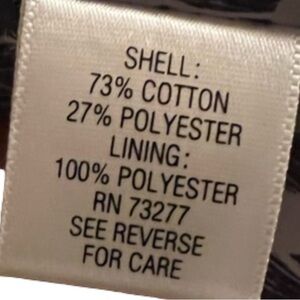 SHELL:
73% COTTON
27% POLYESTER
LINING:
100% POLYESTER
RN 73277
SEE REVERSE
FOR CARE